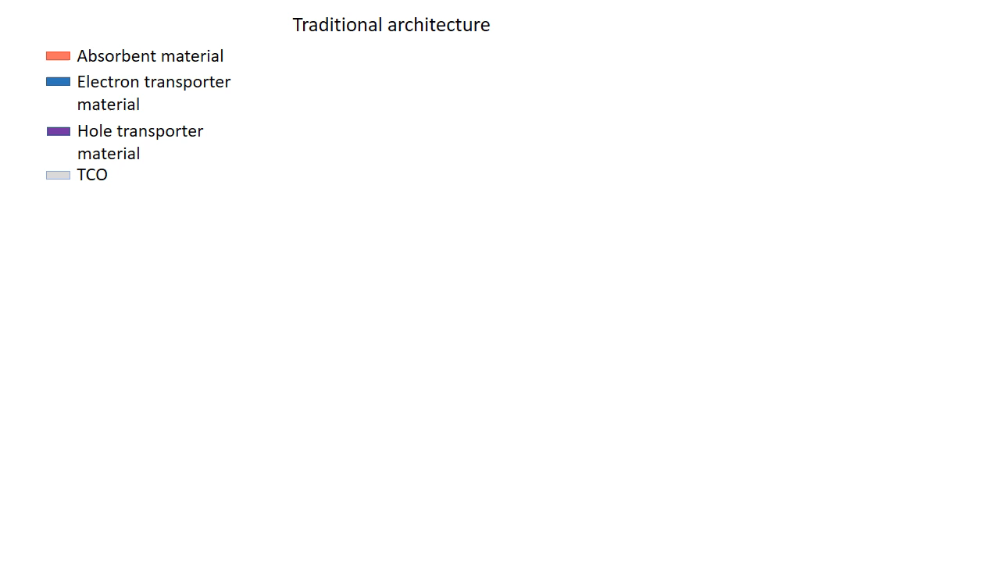 Traditional architecture
Absorbent material
Electron transporter
material
Hole transporter
material
TCO